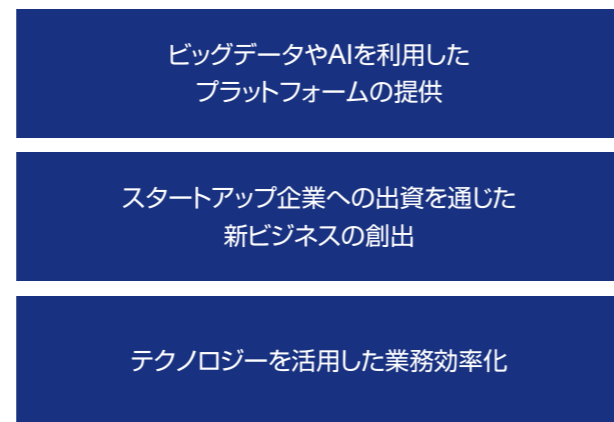 ビッグデータやAIを利用した
プラットフォームの提供
スタートアップ企業への出資を通じた
新ビジネスの創出
テクノロジーを活用した業務効率化